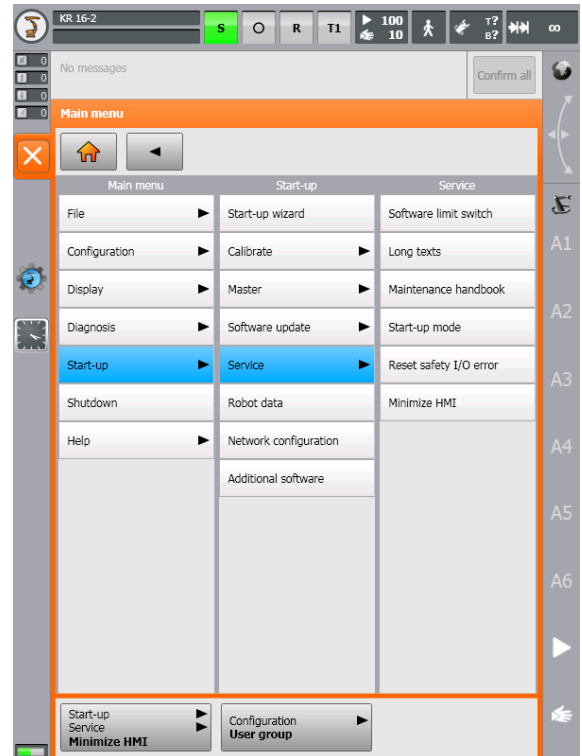 KR 16-2
S O R T1 100 10 T? B? ∞
0
0
0
0
No messages
Confirm all
Main menu
Main menu
File
Configuration
Display
Diagnosis
Start-up
Shutdown
Help
Start-up
Start-up wizard
Calibrate
Master
Software update
Service
Robot data
Network configuration
Additional software
Service
Software limit switch
Long texts
Maintenance handbook
Start-up mode
Reset safety I/O error
Minimize HMI
A1
A2
A3
A4
A5
A6
Start-up
Service
Minimize HMI
Configuration
User group